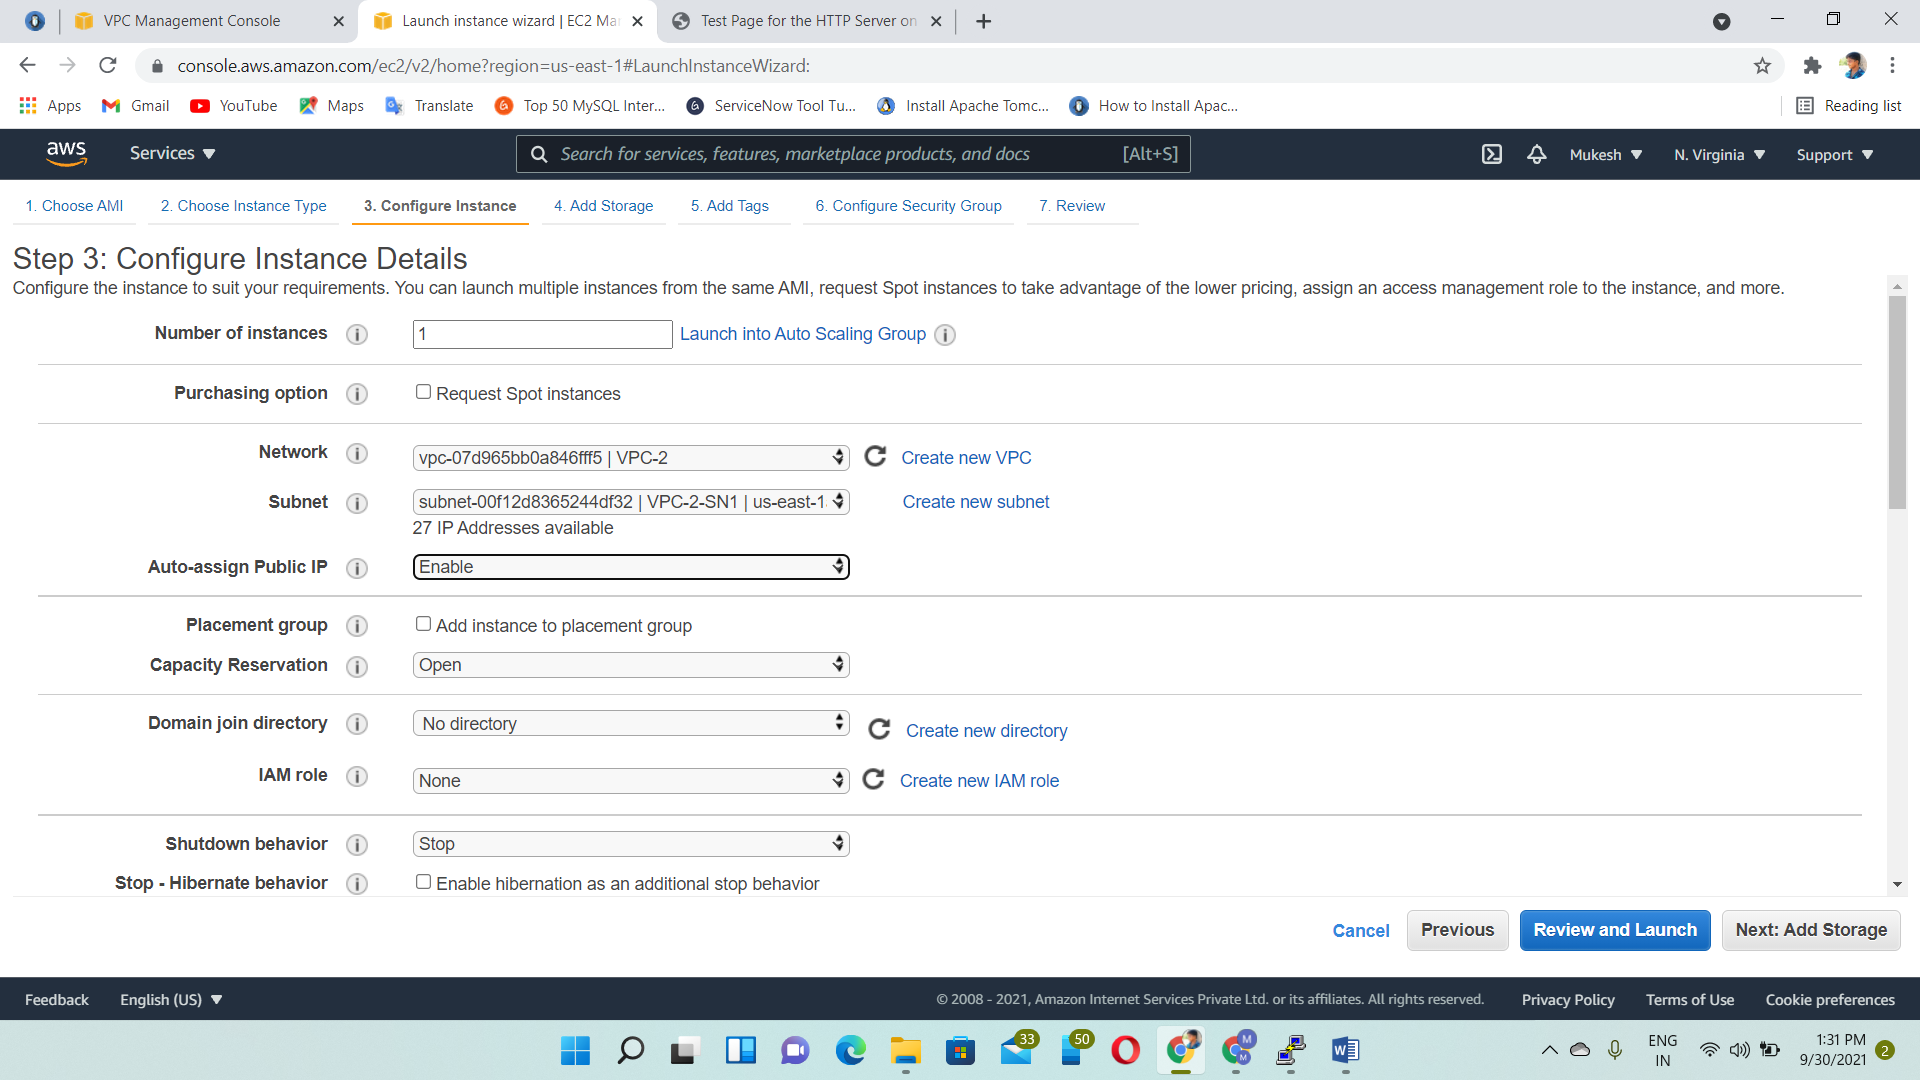 VPC Management Console
Launch instance wizard | EC2 Ma
Test Page for the HTTP Server on
console.aws.amazon.com/ec2/v2/home?region=us-east-1#LaunchInstanceWizard:
Apps
Gmail
YouTube
Maps
Translate
Top 50 MySQL Inter...
ServiceNow Tool Tu...
Install Apache Tomc...
How to Install Apac...
Reading list
aws
Services
Search for services, features, marketplace products, and docs
[Alt+S]
Mukesh
N. Virginia
Support
1. Choose AMI
2. Choose Instance Type
3. Configure Instance
4. Add Storage
5. Add Tags
6. Configure Security Group
7. Review
Step 3: Configure Instance Details
Configure the instance to suit your requirements. You can launch multiple instances from the same AMI, request Spot instances to take advantage of the lower pricing, assign an access management role to the instance, and more.
Number of instances
1
Launch into Auto Scaling Group
Purchasing option
Request Spot instances
Network
vpc-07d965bb0a846fff5 | VPC-2
Create new VPC
Subnet
subnet-00f12d8365244df32 | VPC-2-SN1 | us-east-1
Create new subnet
27 IP Addresses available
Auto-assign Public IP
Enable
Placement group
Add instance to placement group
Capacity Reservation
Open
Domain join directory
No directory
Create new directory
IAM role
None
Create new IAM role
Shutdown behavior
Stop
Stop - Hibernate behavior
Enable hibernation as an additional stop behavior
Cancel
Previous
Review and Launch
Next: Add Storage
Feedback
English (US)
© 2008 - 2021, Amazon Internet Services Private Ltd. or its affiliates. All rights reserved.
Privacy Policy
Terms of Use
Cookie preferences
33
50
M
M
ENG
IN
1:31 PM
9/30/2021
2